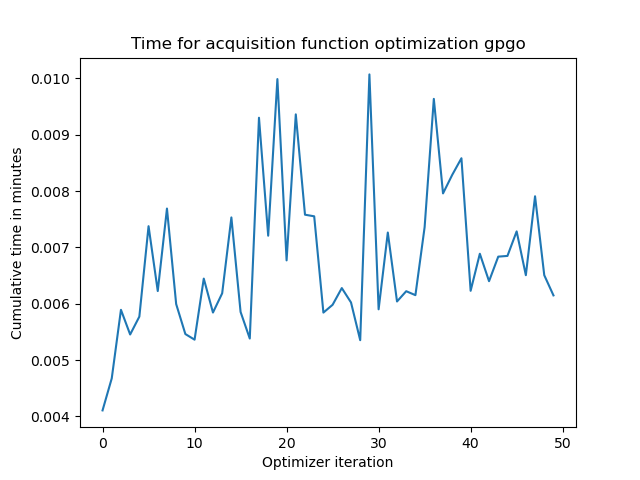 Time for acquisition function optimization gpgo
Cumulative time in minutes
0.010
0.009
0.008
0.007
0.006
0.005
0.004
0 10 20 30 40 50
Optimizer iteration